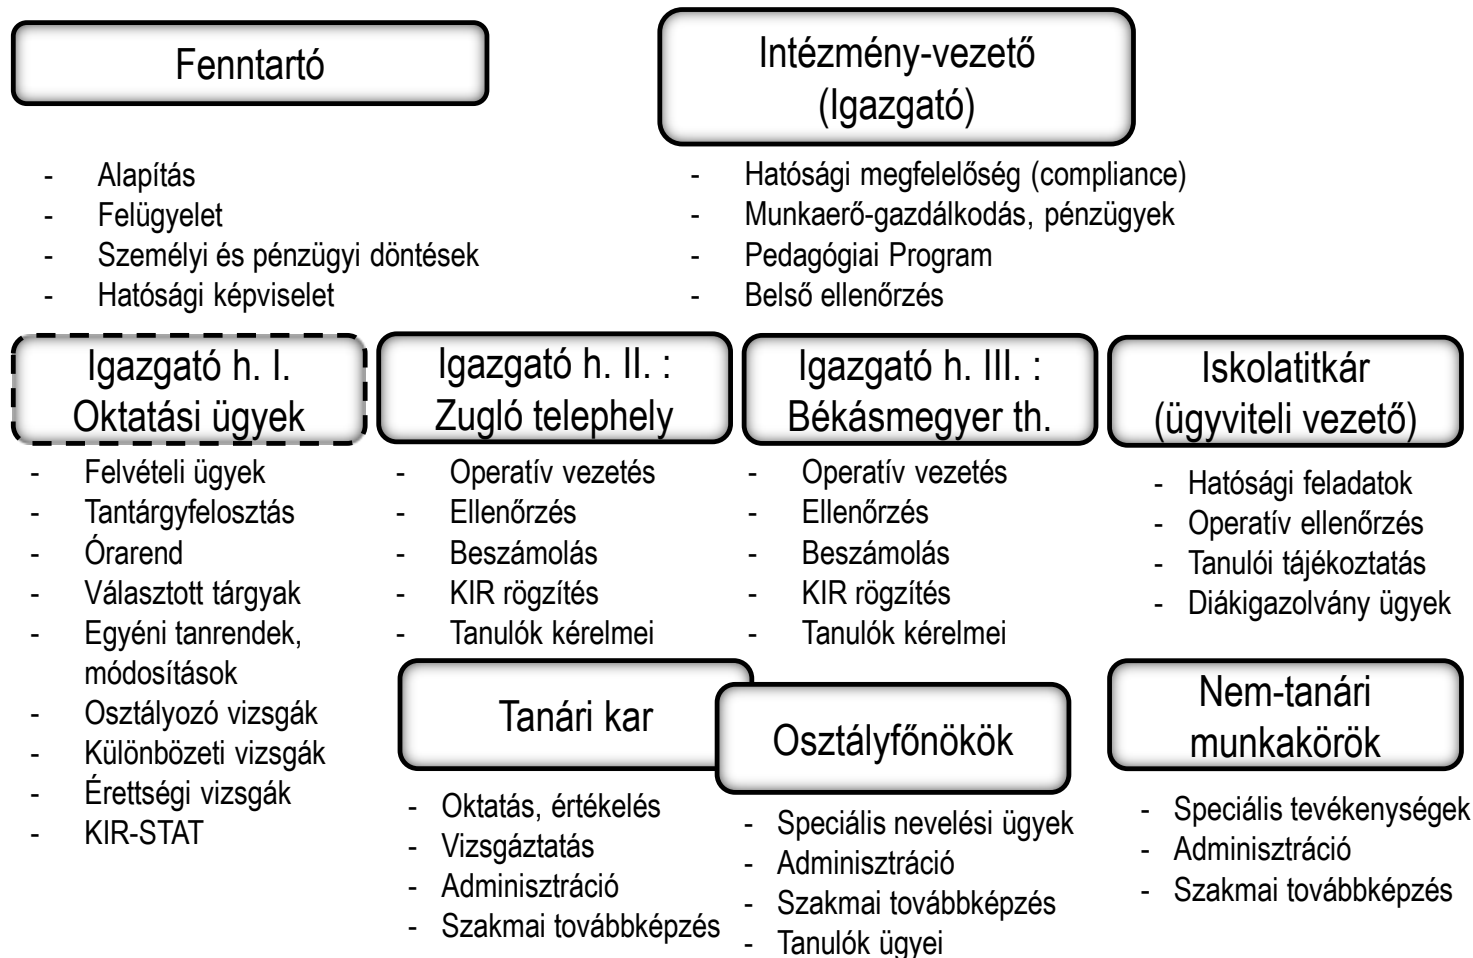 Fenntartó
Intézmény-vezető
(Igazgató)
- Alapítás
- Felügyelet
- Személyi és pénzügyi döntések
- Hatósági képviselet
- Hatósági megfelelőség (compliance)
- Munkaerő-gazdálkodás, pénzügyek
- Pedagógiai Program
- Belső ellenőrzés
Igazgató h. I.
Oktatási ügyek
- Felvételi ügyek
- Tantárgyfelosztás
- Órarend
- Választott tárgyak
- Egyéni tanrendek,
módosítások
- Osztályozó vizsgák
- Különbözeti vizsgák
- Érettségi vizsgák
- KIR-STAT
Igazgató h. II. :
Zugló telephely
- Operatív vezetés
- Ellenőrzés
- Beszámolás
- KIR rögzítés
- Tanulók kérelmei
Igazgató h. III. :
Békásmegyer th.
- Operatív vezetés
- Ellenőrzés
- Beszámolás
- KIR rögzítés
- Tanulók kérelmei
Iskolatitkár
(ügyviteli vezető)
- Hatósági feladatok
- Operatív ellenőrzés
- Tanulói tájékoztatás
- Diákigazolvány ügyek
Tanári kar
- Oktatás, értékelés
- Vizsgáztatás
- Adminisztráció
- Szakmai továbbképzés
Osztályfőnökök
- Speciális nevelési ügyek
- Adminisztráció
- Szakmai továbbképzés
- Tanulók ügyei
Nem-tanári
munkakörök
- Speciális tevékenységek
- Adminisztráció
- Szakmai továbbképzés